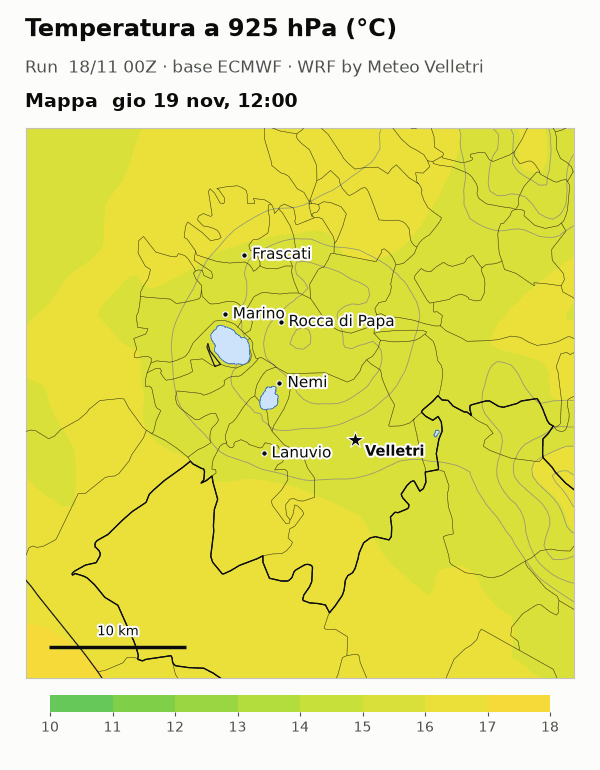 Temperatura a 925 hPa (°C)
Run  18/11 00Z · base ECMWF · WRF by Meteo Velletri
Mappa  gio 19 nov, 12:00
Frascati
Marino
Rocca di Papa
Nemi
Velletri
Lanuvio
10 km
10 11 12 13 14 15 16 17 18